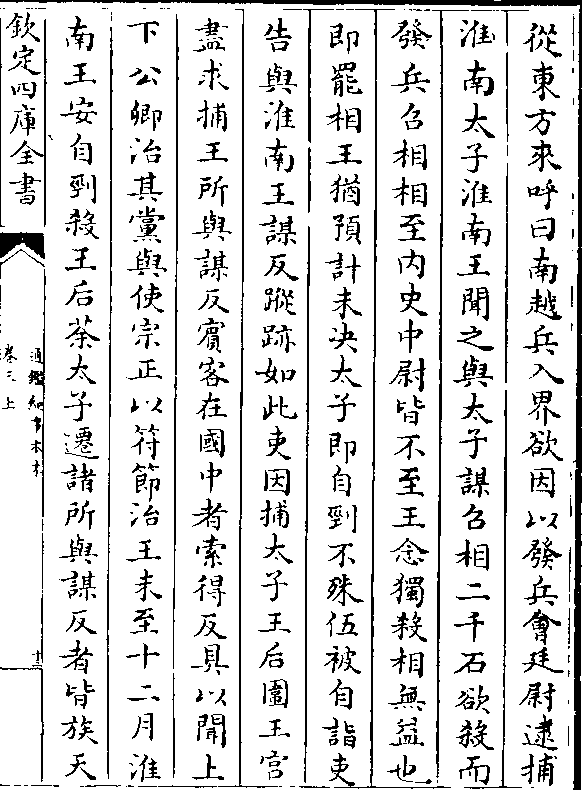 從東方來呼曰南越兵入界欲因以發兵會廷尉逮捕
淮南太子淮南王聞之與太子謀召相二千石欲殺而
發兵召相相至内史中尉皆不至王念獨殺相無益也
即罷相王猶預計未決太子即自剄不殊伍被自詣吏
告與淮南王謀反蹤跡如此吏因捕太子王后圍王宮
盡求捕王所與謀反賓客在國中者索得反具以聞上
下公卿治其黨與使宗正以符節治王未至十二月淮
南王安自剄殺王后荼太子遷諸所與謀反者皆族天
欽定四庫全書
通鑑紀事本末
卷三上